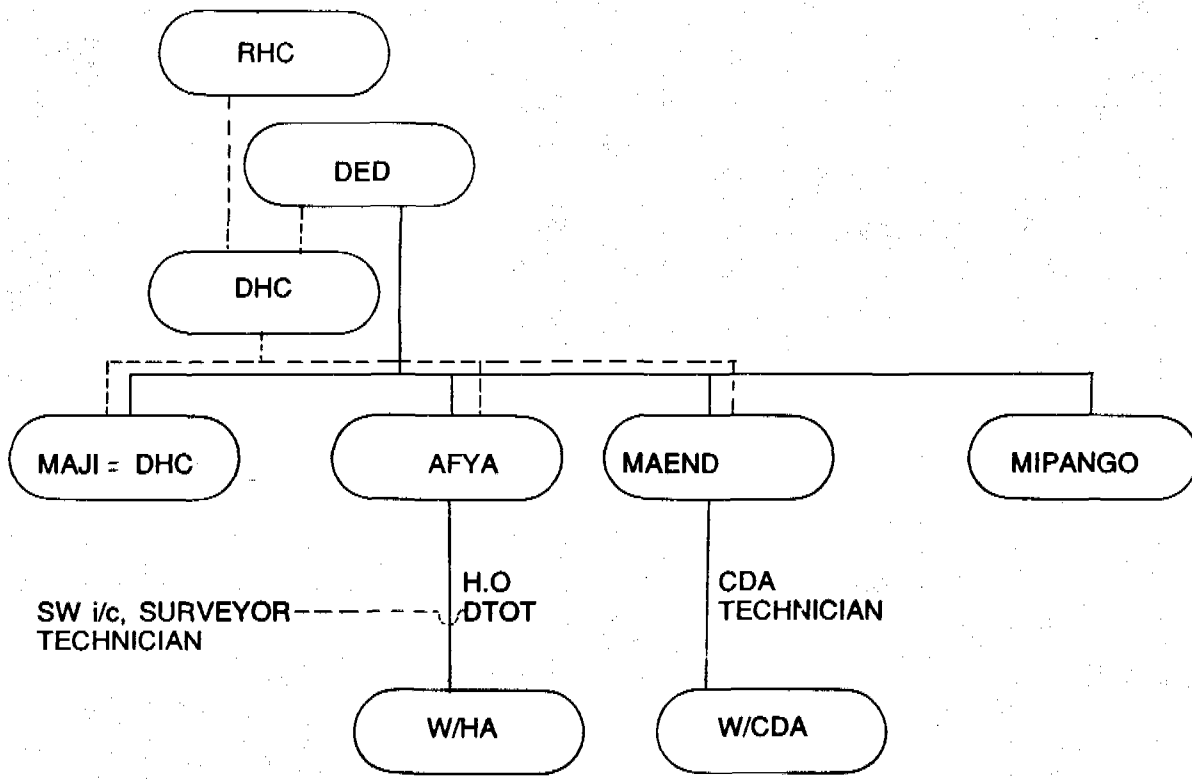 RHC
DED
DHC
MAJI = DHC
AFYA
MAEND
MIPANGO
H.O
DTOT
SW i/c, SURVEYOR
TECHNICIAN
CDA
TECHNICIAN
W/HA
W/CDA